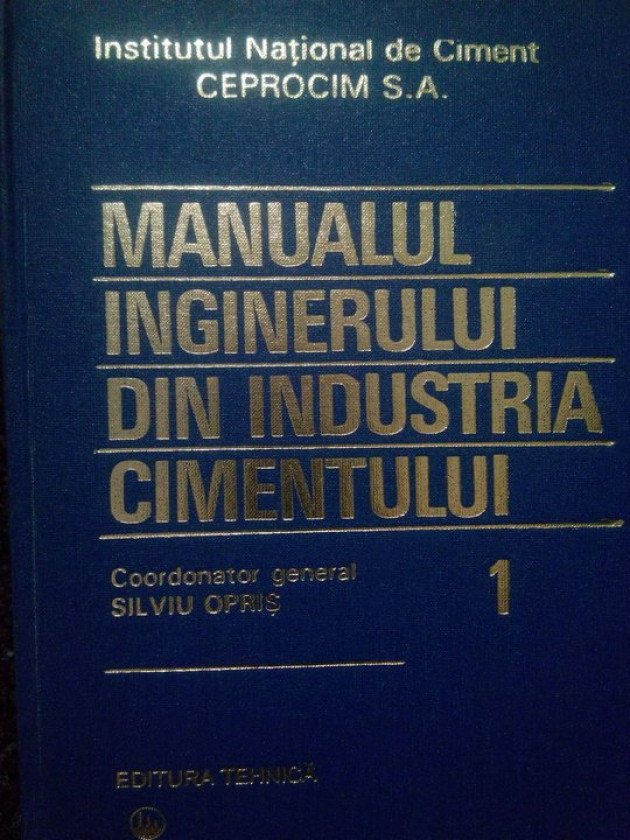 Institutul Național de Ciment
CEPROCIM S.A.
MANUALUL
INGINERULUI
DIN INDUSTRIA
CIMENTULUI
Coordonator general
SILVIU OPRIȘ
1
EDITURA TEHNICĂ